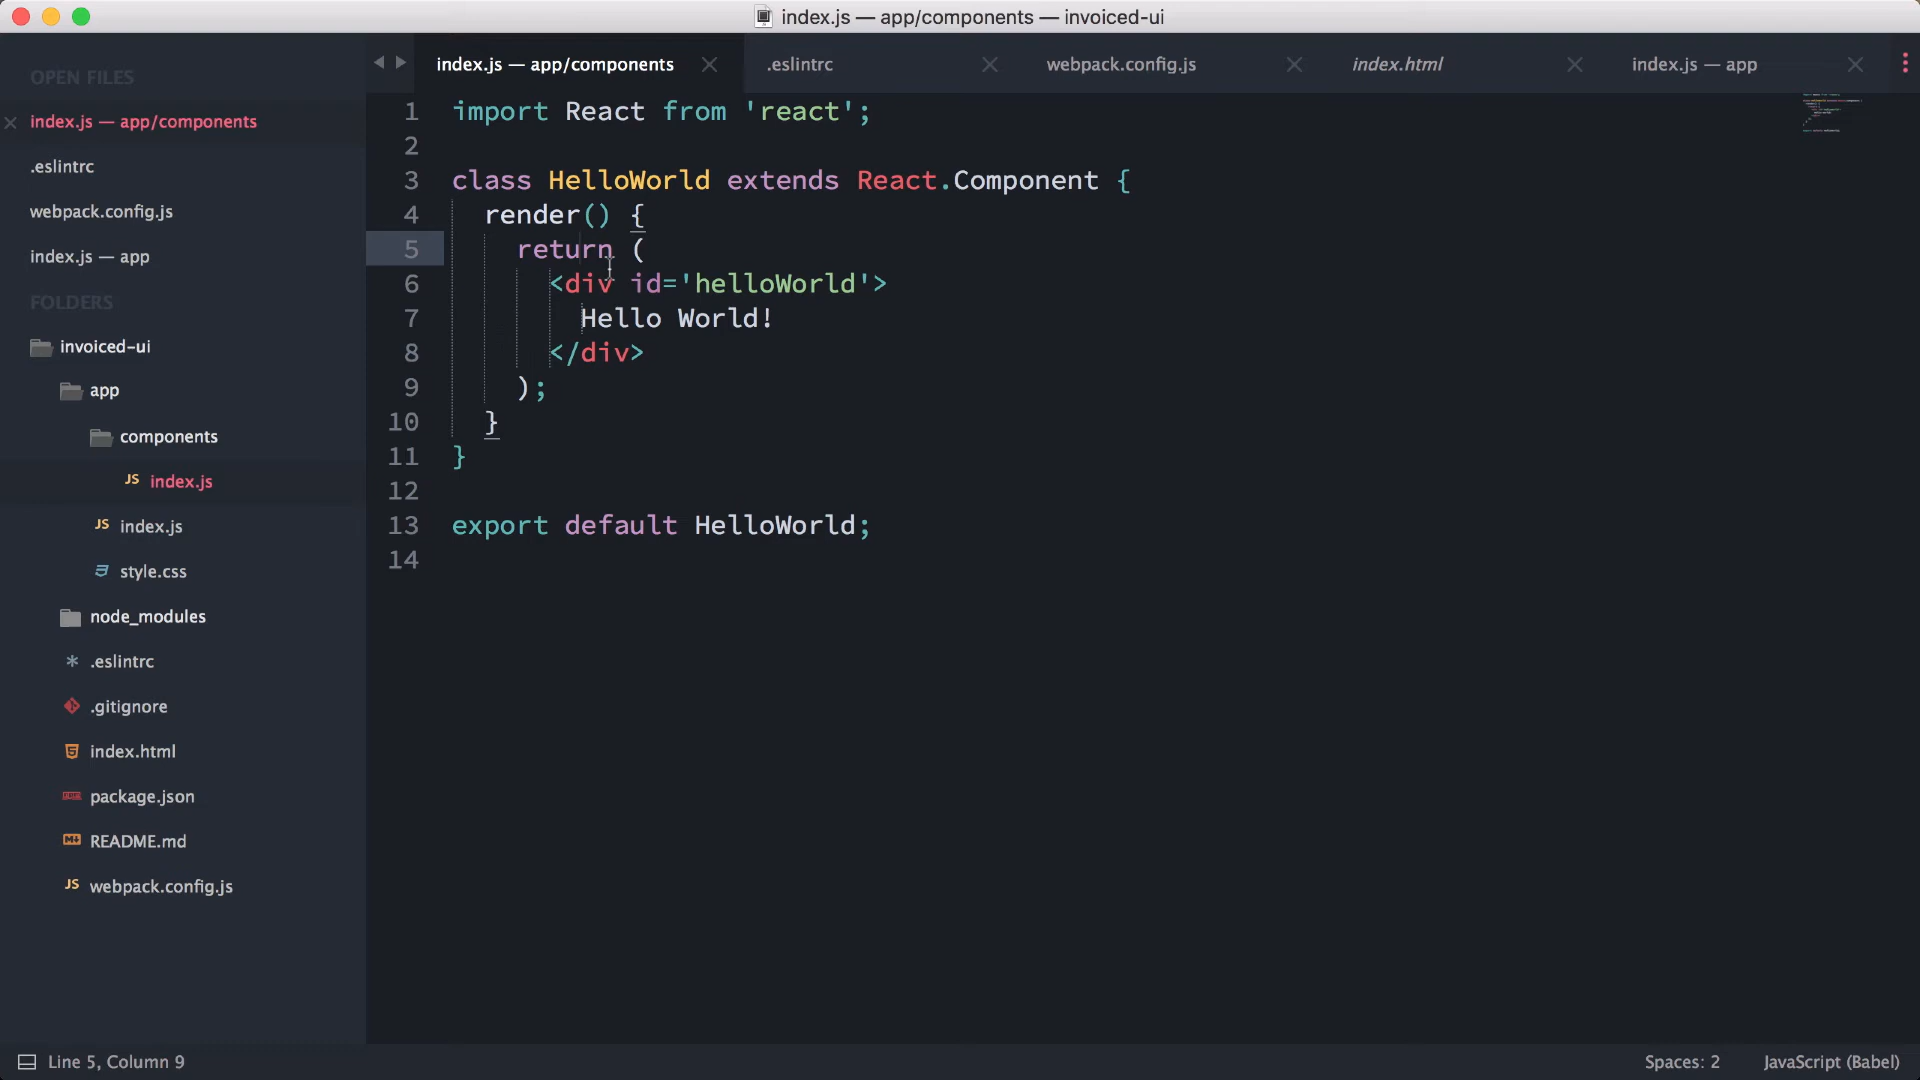 index.js — app/components — invoiced-ui
OPEN FILES
index.js — app/components
.eslintrc
webpack.config.js
index.js — app
FOLDERS
invoiced-ui
app
components
JS index.js
JS index.js
style.css
node_modules
.eslintrc
.gitignore
index.html
package.json
README.md
JS webpack.config.js
index.js — app/components
.eslintrc
webpack.config.js
index.html
index.js — app
1 import React from 'react';
2
3 class HelloWorld extends React.Component {
4 render() {
5 return (
6 <div id='helloWorld'>
7 Hello World!
8 </div>
9 );
10 }
11 }
12
13 export default HelloWorld;
14
Line 5, Column 9
Spaces: 2
JavaScript (Babel)